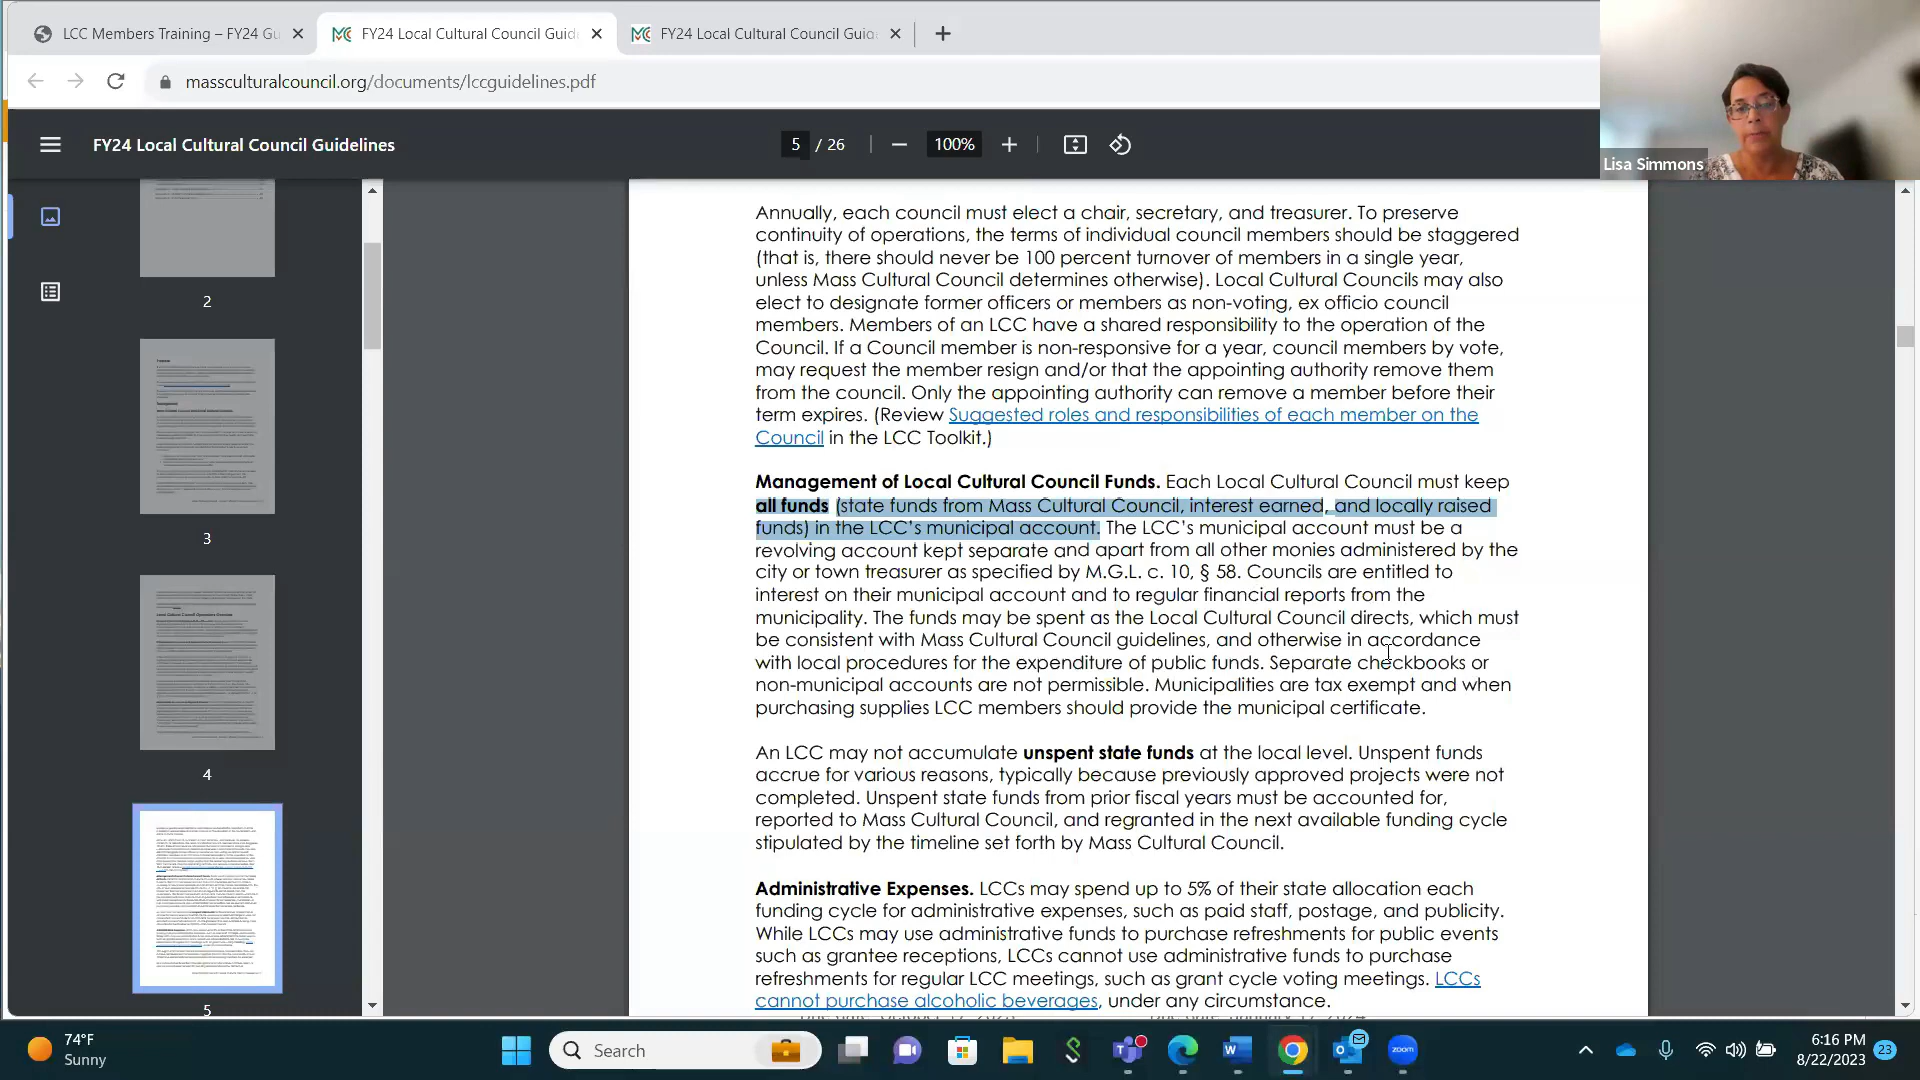 LCC Members Training – FY24 Gu
FY24 Local Cultural Council Guid
FY24 Local Cultural Council Guid
massculturalcouncil.org/documents/lccguidelines.pdf
Lisa Simmons
FY24 Local Cultural Council Guidelines
5 / 26
100%
2
3
4
5
Annually, each council must elect a chair, secretary, and treasurer. To preserve
continuity of operations, the terms of individual council members should be staggered
(that is, there should never be 100 percent turnover of members in a single year,
unless Mass Cultural Council determines otherwise). Local Cultural Councils may also
elect to designate former officers or members as non-voting, ex officio council
members. Members of an LCC have a shared responsibility to the operation of the
Council. If a Council member is non-responsive for a year, council members by vote,
may request the member resign and/or that the appointing authority remove them
from the council. Only the appointing authority can remove a member before their
term expires. (Review Suggested roles and responsibilities of each member on the
Council in the LCC Toolkit.)
Management of Local Cultural Council Funds. Each Local Cultural Council must keep
all funds (state funds from Mass Cultural Council, interest earned, and locally raised
funds) in the LCC's municipal account. The LCC's municipal account must be a
revolving account kept separate and apart from all other monies administered by the
city or town treasurer as specified by M.G.L. c. 10, § 58. Councils are entitled to
interest on their municipal account and to regular financial reports from the
municipality. The funds may be spent as the Local Cultural Council directs, which must
be consistent with Mass Cultural Council guidelines, and otherwise in accordance
with local procedures for the expenditure of public funds. Separate checkbooks or
non-municipal accounts are not permissible. Municipalities are tax exempt and when
purchasing supplies LCC members should provide the municipal certificate.
An LCC may not accumulate unspent state funds at the local level. Unspent funds
accrue for various reasons, typically because previously approved projects were not
completed. Unspent state funds from prior fiscal years must be accounted for,
reported to Mass Cultural Council, and regranted in the next available funding cycle
stipulated by the timeline set forth by Mass Cultural Council.
Administrative Expenses. LCCs may spend up to 5% of their state allocation each
funding cycle for administrative expenses, such as paid staff, postage, and publicity.
While LCCs may use administrative funds to purchase refreshments for public events
such as grantee receptions, LCCs cannot use administrative funds to purchase
refreshments for regular LCC meetings, such as grant cycle voting meetings. LCCs
cannot purchase alcoholic beverages, under any circumstance.
74°F
Sunny
Search
zoom
6:16 PM
8/22/2023
23